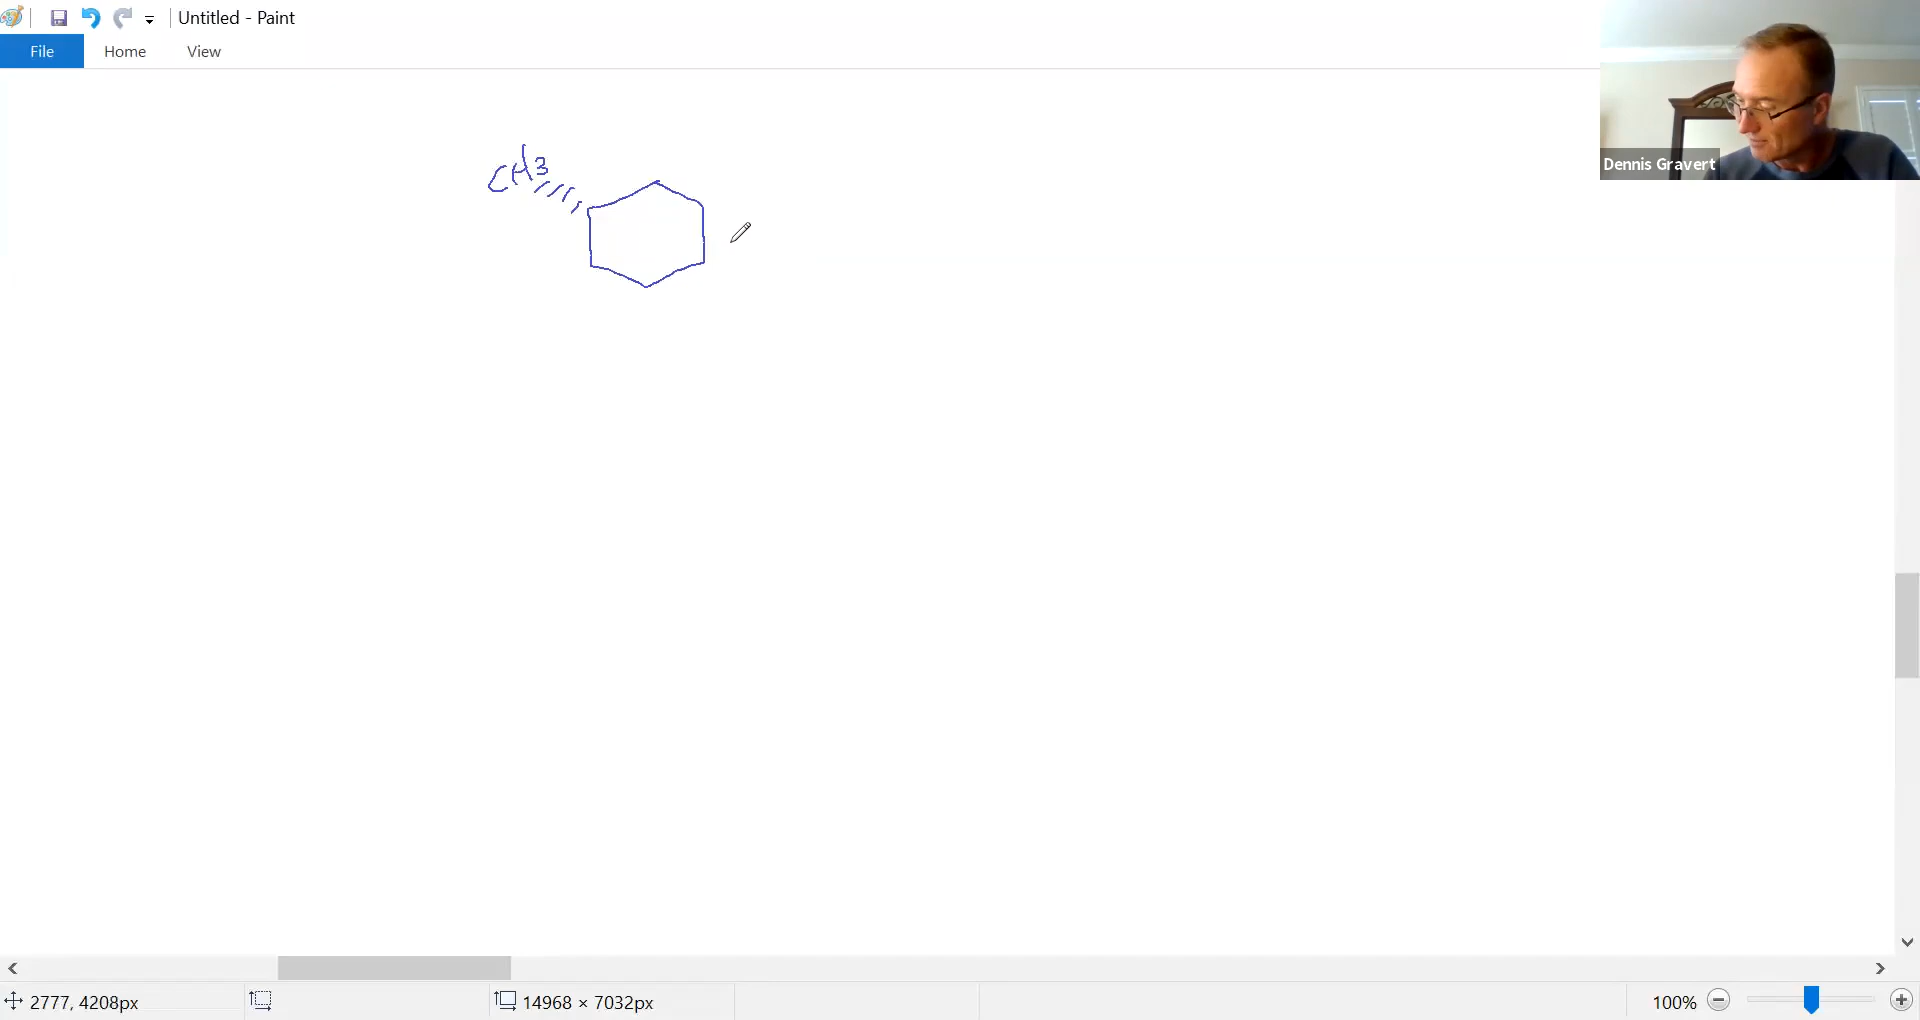 Untitled - Paint
File Home View
Dennis Gravert
CH3
2777, 4208px
14968 × 7032px
100%